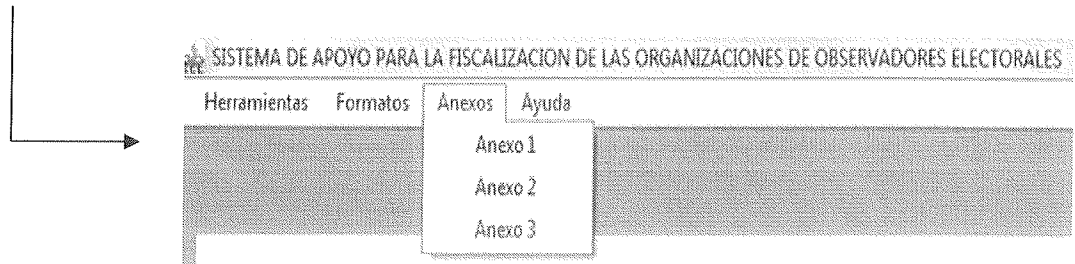 SISTEMA DE APOYO PARA LA FISCALIZACION DE LAS ORGANIZACIONES DE OBSERVADORES ELECTORALES
Herramientas Formatos Anexos Ayuda
Anexo 1
Anexo 2
Anexo 3